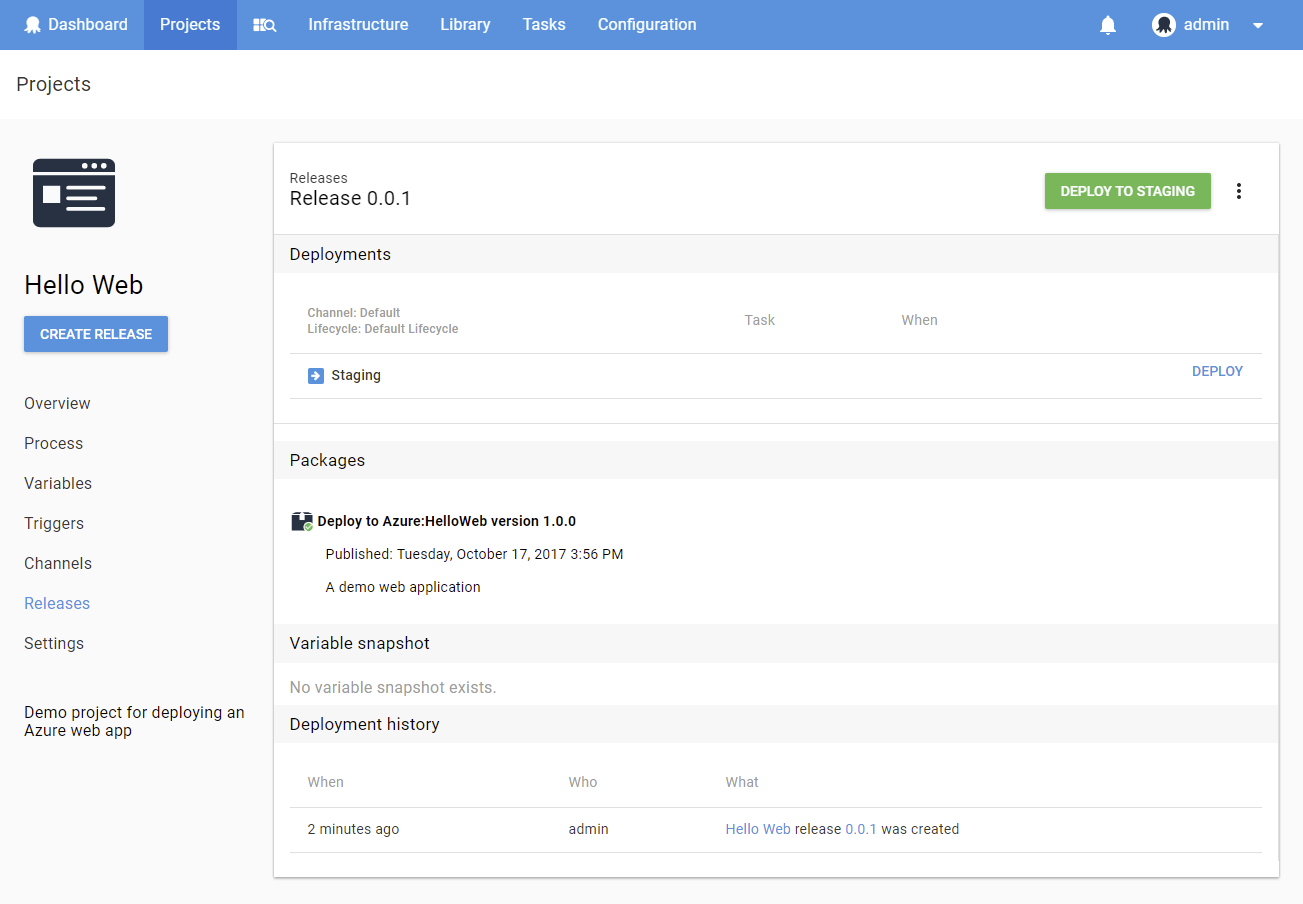 Dashboard Projects Infrastructure Library Tasks Configuration admin
Projects
Hello Web
CREATE RELEASE
Overview
Process
Variables
Triggers
Channels
Releases
Settings
Demo project for deploying an
Azure web app
Releases
Release 0.0.1
DEPLOY TO STAGING
Deployments
Channel: Default
Lifecycle: Default Lifecycle
Task When
Staging DEPLOY
Packages
Deploy to Azure:HelloWeb version 1.0.0
Published: Tuesday, October 17, 2017 3:56 PM
A demo web application
Variable snapshot
No variable snapshot exists.
Deployment history
When Who What
2 minutes ago admin Hello Web release 0.0.1 was created